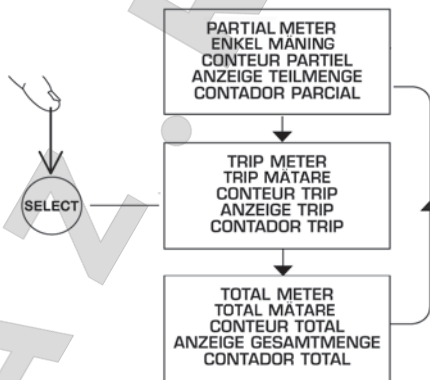 PARTIAL METER
ENKEL MÄNING
CONTEUR PARTIEL
ANZEIGE TEILMENGE
CONTADOR PARCIAL
SELECT
TRIP METER
TRIP MÄTARE
CONTEUR TRIP
ANZEIGE TRIP
CONTADOR TRIP
TOTAL METER
TOTAL MÄTARE
CONTEUR TOTAL
ANZEIGE GESAMTMENGE
CONTADOR TOTAL